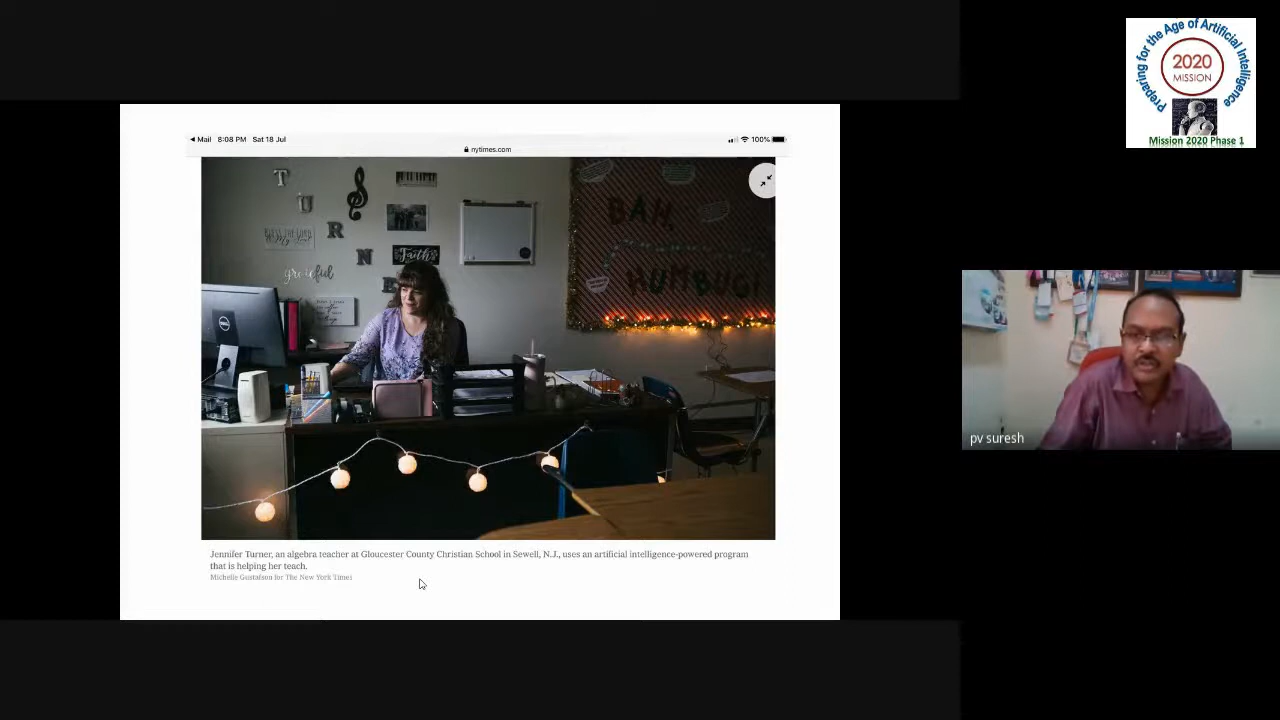 Preparing for the Age of Artificial Intelligence
2020
MISSION
Mission 2020 Phase 1
Mail 8:08 PM Sat 18 Jul
100%
nytimes.com
T
U
R
N
E
Faith
grateful
BAH
HUMBUG
DELL
Jennifer Turner, an algebra teacher at Gloucester County Christian School in Sewell, N.J., uses an artificial intelligence-powered program
that is helping her teach.
Michelle Gustafson for The New York Times
pv suresh